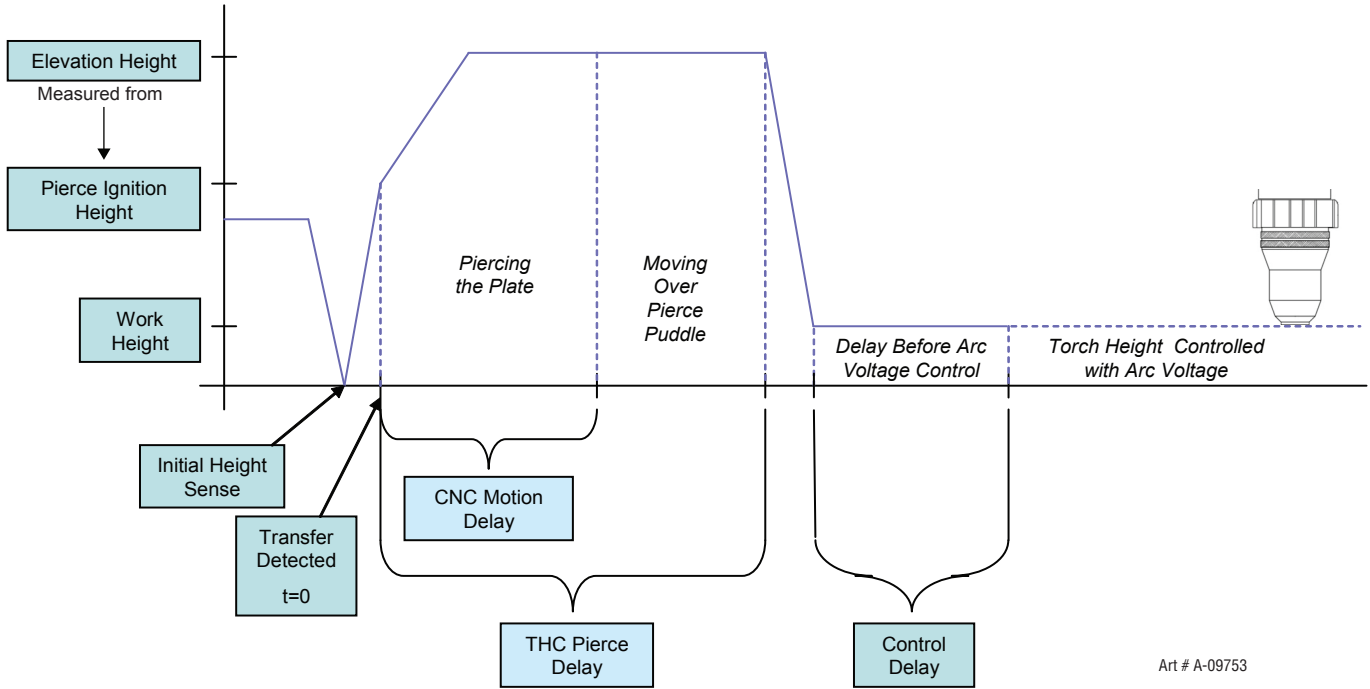 Elevation Height
Measured from
Pierce Ignition
Height
Work
Height
Piercing
the Plate
Moving
Over
Pierce
Puddle
Delay Before Arc
Voltage Control
Torch Height Controlled
with Arc Voltage
Initial Height
Sense
Transfer
Detected
t=0
CNC Motion
Delay
THC Pierce
Delay
Control
Delay
Art # A-09753